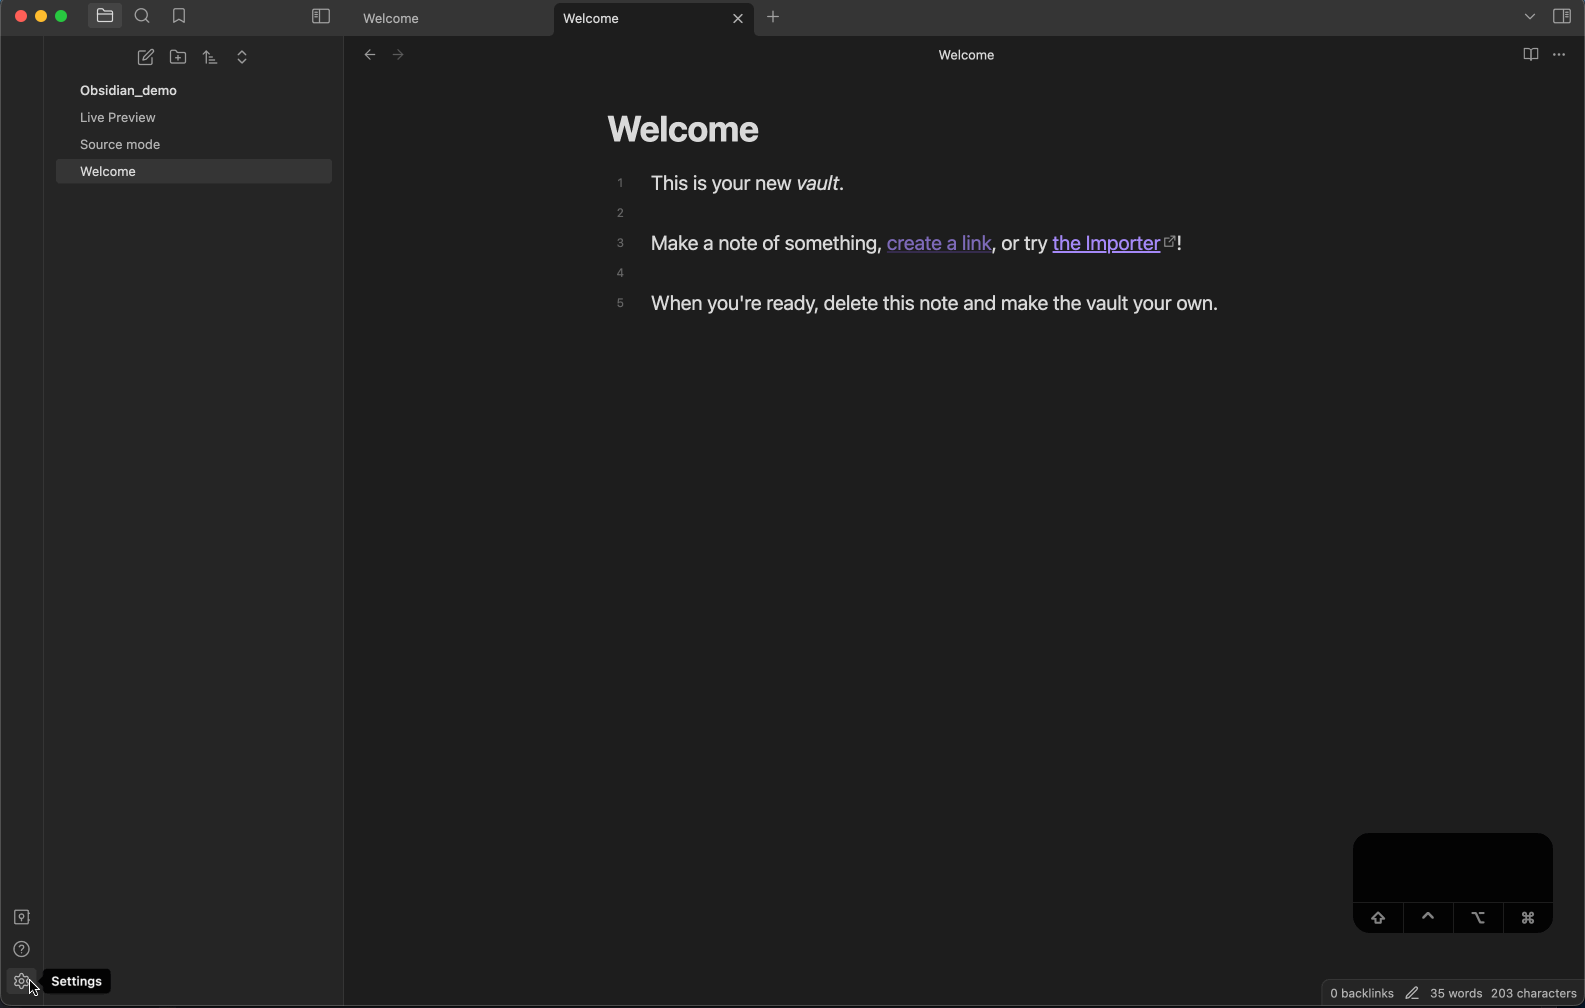 Welcome
Welcome
Obsidian_demo
Live Preview
Source mode
Welcome
Welcome
Welcome
1 This is your new vault.
2
3 Make a note of something, create a link, or try the Importer!
4
5 When you're ready, delete this note and make the vault your own.
Settings
0 backlinks 35 words 203 characters